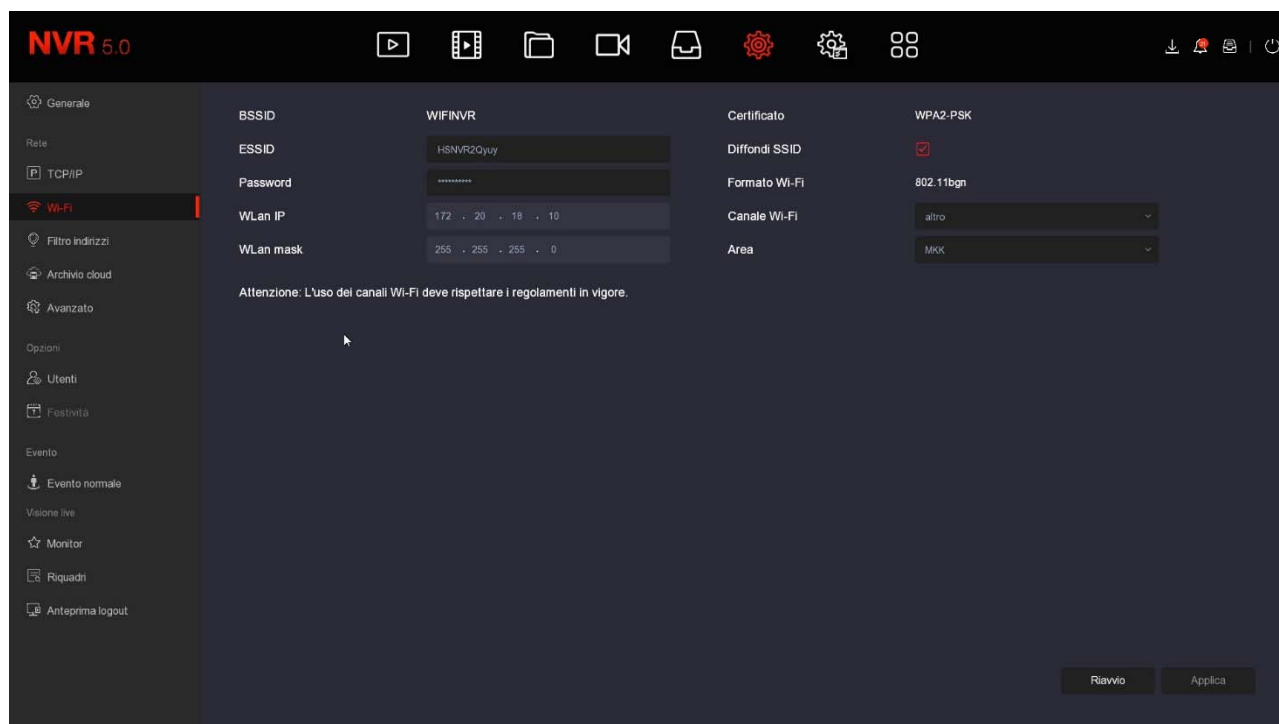 NVR 5.0
Generale
Rete
TCP/IP
Wi-Fi
Filtro indirizzi
Archivio cloud
Avanzato
Opzioni
Utenti
Festività
Evento
Evento normale
Visione live
Monitor
Riquadri
Anteprima logout
BSSID WIFINVR Certificato WPA2-PSK
ESSID HSNVR2Qyuy Diffondi SSID
Password ********** Formato Wi-Fi 802.11bgn
WLan IP 172 . 20 . 18 . 10 Canale Wi-Fi altro
WLan mask 255 . 255 . 255 . 0 Area MKK
Attenzione: L'uso dei canali Wi-Fi deve rispettare i regolamenti in vigore.
Riavvio Applica